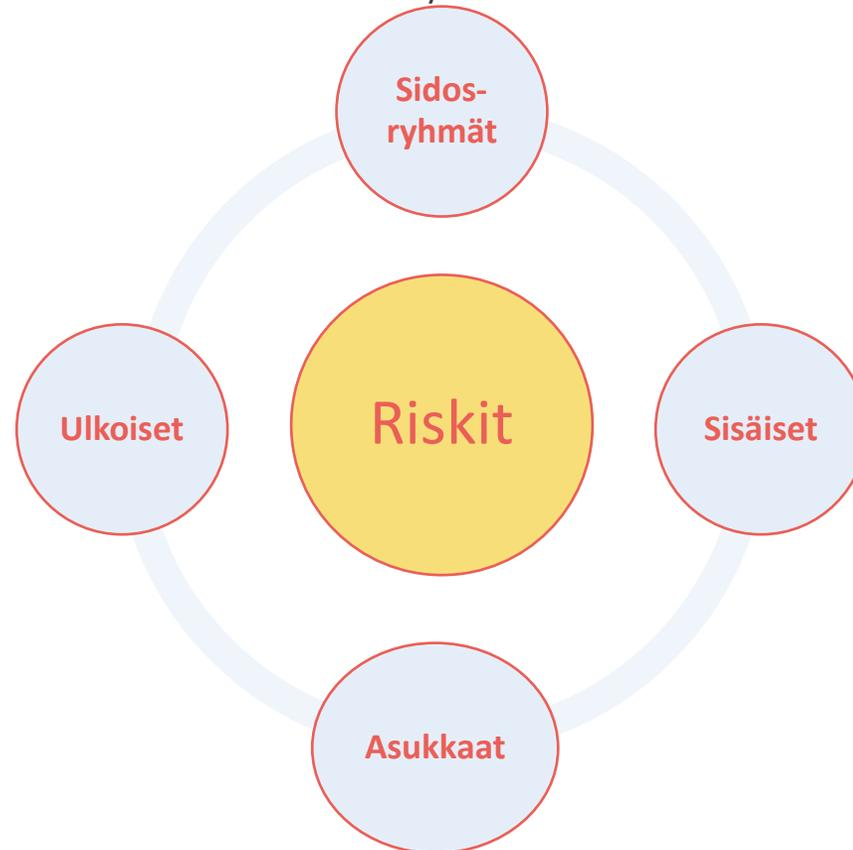 Sidos-
ryhmät
Ulkoiset
Riskit
Sisäiset
Asukkaat